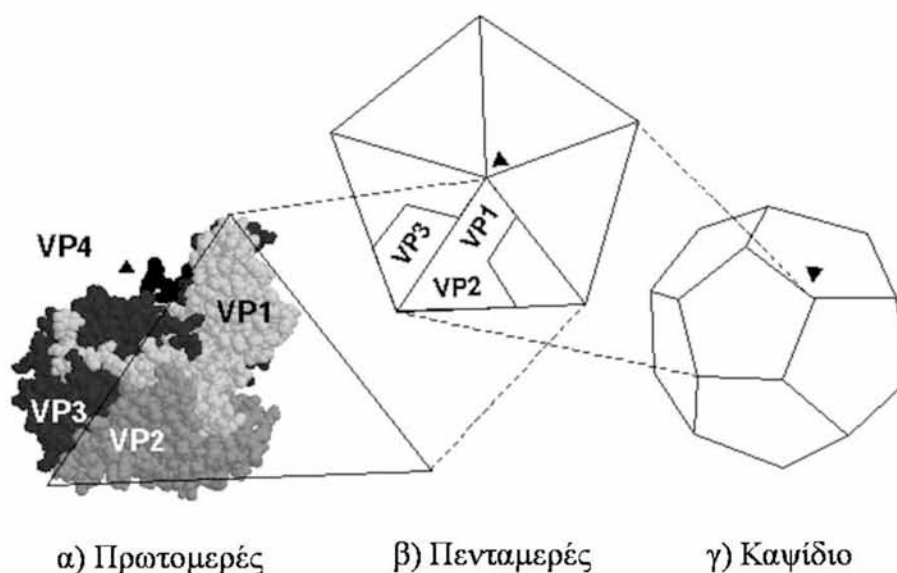 VP4
VP1
VP3
VP2
VP3
VP1
VP2
α) Πρωτομερές
β) Πενταμερές
γ) Καψίδιο